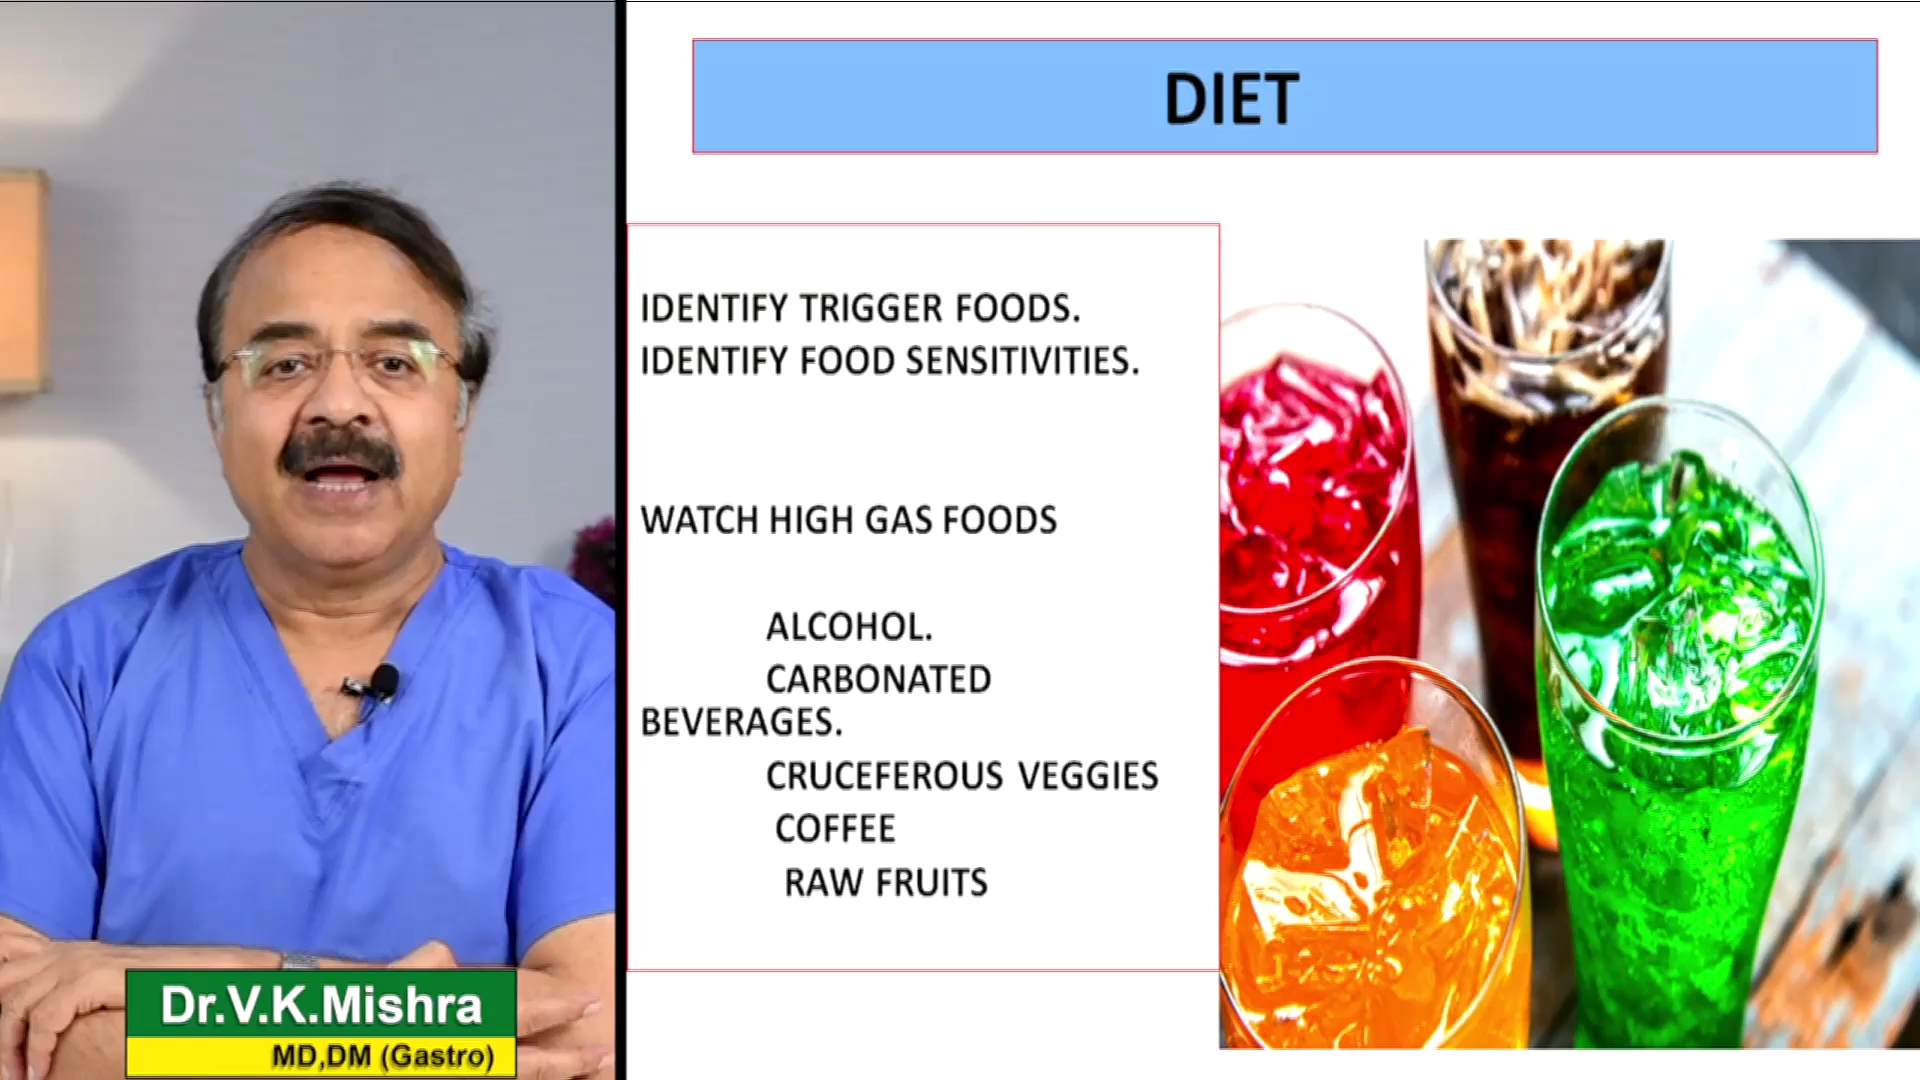 DIET
IDENTIFY TRIGGER FOODS.
IDENTIFY FOOD SENSITIVITIES.
WATCH HIGH GAS FOODS
ALCOHOL.
CARBONATED
BEVERAGES.
CRUCEFEROUS VEGGIES
COFFEE
RAW FRUITS
Dr.V.K.Mishra
MD,DM (Gastro)